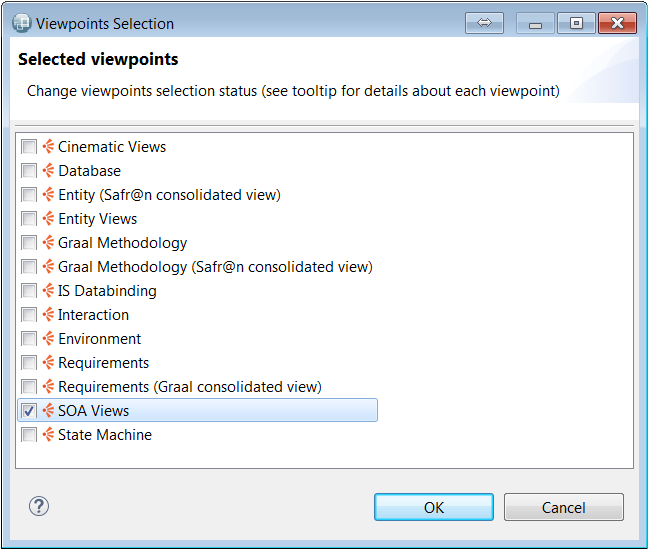 Viewpoints Selection
Selected viewpoints
Change viewpoints selection status (see tooltip for details about each viewpoint)
Cinematic Views
Database
Entity (Safr@n consolidated view)
Entity Views
Graal Methodology
Graal Methodology (Safr@n consolidated view)
IS Databinding
Interaction
Environment
Requirements
Requirements (Graal consolidated view)
SOA Views
State Machine
?
OK
Cancel